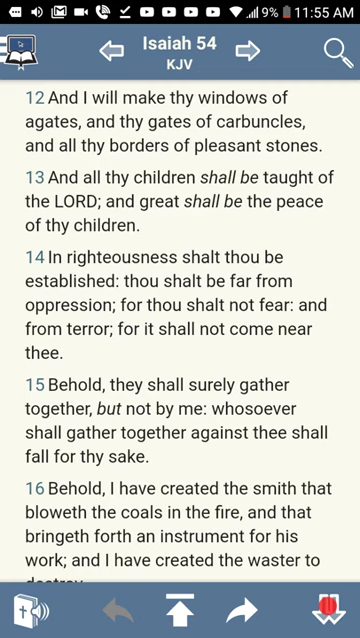 9% 11:55 AM
Isaiah 54
KJV
12 And I will make thy windows of
agates, and thy gates of carbuncles,
and all thy borders of pleasant stones.
13 And all thy children shall be taught of
the LORD; and great shall be the peace
of thy children.
14 In righteousness shalt thou be
established: thou shalt be far from
oppression; for thou shalt not fear: and
from terror; for it shall not come near
thee.
15 Behold, they shall surely gather
together, but not by me: whosoever
shall gather together against thee shall
fall for thy sake.
16 Behold, I have created the smith that
bloweth the coals in the fire, and that
bringeth forth an instrument for his
work; and I have created the waster to
destroy